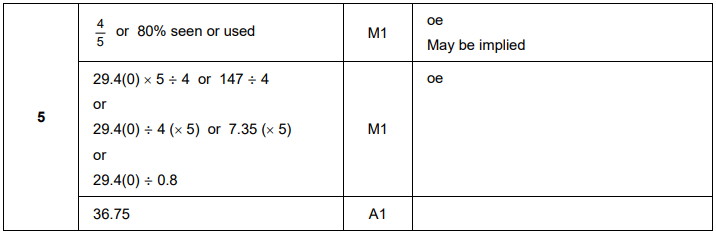 4/5 or 80% seen or used
M1
oe
May be implied
5
29.4(0) × 5 ÷ 4 or 147 ÷ 4
or
29.4(0) ÷ 4 (× 5) or 7.35 (× 5)
or
29.4(0) ÷ 0.8
M1
oe
36.75
A1